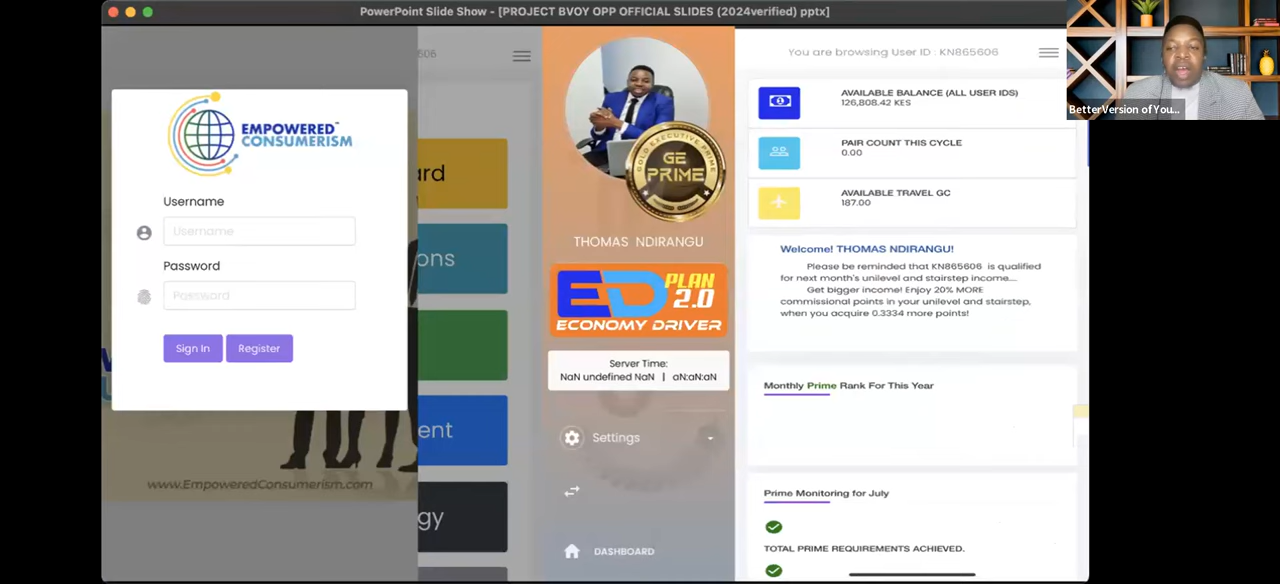 PowerPoint Slide Show - [PROJECT BVOY OPP OFFICIAL SLIDES (2024verified) pptx]
BetterVersion of You...
EMPOWERED™
CONSUMERISM
Username
Username
Password
Password
Sign In
Register
www.EmpoweredConsumerism.com
606
ard
ons
ent
gy
GOLD EXECUTIVE PRIME
GE
PRIME
THOMAS NDIRANGU
ED PLAN
2.0
ECONOMY DRIVER
Server Time:
NaN undefined NaN | aN:aN:aN
Settings
DASHBOARD
You are browsing User ID : KN865606
AVAILABLE BALANCE (ALL USER IDS)
126,808.42 KES
PAIR COUNT THIS CYCLE
0.00
AVAILABLE TRAVEL GC
187.00
Welcome! THOMAS NDIRANGU!
Please be reminded that KN865606 is qualified
for next month's unilevel and stairstep income....
Get bigger income! Enjoy 20% MORE
commissional points in your unilevel and stairstep,
when you acquire 0.3334 more points!
Monthly Prime Rank For This Year
Prime Monitoring for July
TOTAL PRIME REQUIREMENTS ACHIEVED.